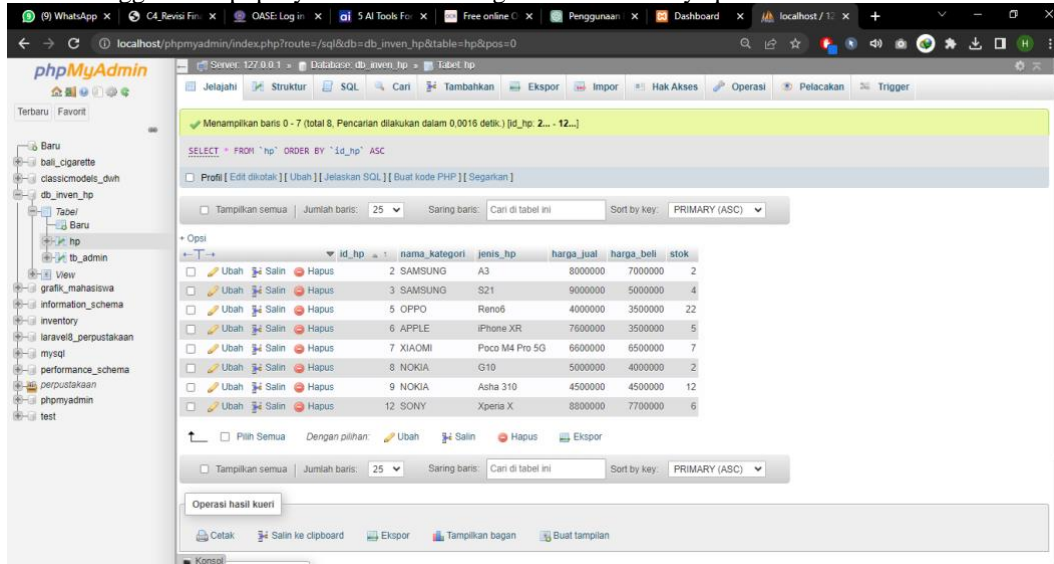 (9) WhatsApp
C4_Revisi Fin
OASE: Log in
5 AI Tools For
Free online
Penggunaan
Dashboard
localhost / 12
localhost/phpmyadmin/index.php?route=/sql&db=db_inven_hp&table=hp&pos=0
phpMyAdmin
Terbaru Favorit
Baru
bali_cigarette
classicmodels_dwh
db_inven_hp
Tabel
Baru
hp
tb_admin
View
grafik_mahasiswa
information_schema
inventory
laravel8_perpustakaan
mysql
performance_schema
perpustakaan
phpmyadmin
test
Server: 127.0.0.1 » Database: db_inven_hp » Tabel: hp
Jelajahi Struktur SQL Cari Tambahkan Ekspor Impor Hak Akses Operasi Pelacakan Trigger
Menampilkan baris 0 - 7 (total 8, Pencarian dilakukan dalam 0,0016 detik.) [id_hp: 2... - 12...]
SELECT * FROM `hp` ORDER BY `id_hp` ASC
Profil [ Edit dikotak ] [ Ubah ] [ Jelaskan SQL ] [ Buat kode PHP ] [ Segarkan ]
Tampilkan semua | Jumlah baris: 25 Saring baris: Cari di tabel ini Sort by key: PRIMARY (ASC)
+ Opsi
←T→ id_hp 1 nama_kategori jenis_hp harga_jual harga_beli stok
Ubah Salin Hapus 2 SAMSUNG A3 8000000 7000000 2
Ubah Salin Hapus 3 SAMSUNG S21 9000000 5000000 4
Ubah Salin Hapus 5 OPPO Reno6 4000000 3500000 22
Ubah Salin Hapus 6 APPLE iPhone XR 7600000 3500000 5
Ubah Salin Hapus 7 XIAOMI Poco M4 Pro 5G 6600000 6500000 7
Ubah Salin Hapus 8 NOKIA G10 5000000 4000000 2
Ubah Salin Hapus 9 NOKIA Asha 310 4500000 4500000 12
Ubah Salin Hapus 12 SONY Xperia X 8800000 7700000 6
Pilih Semua Dengan pilihan: Ubah Salin Hapus Ekspor
Tampilkan semua | Jumlah baris: 25 Saring baris: Cari di tabel ini Sort by key: PRIMARY (ASC)
Operasi hasil kueri
Cetak Salin ke clipboard Ekspor Tampilkan bagan Buat tampilan
Konsol